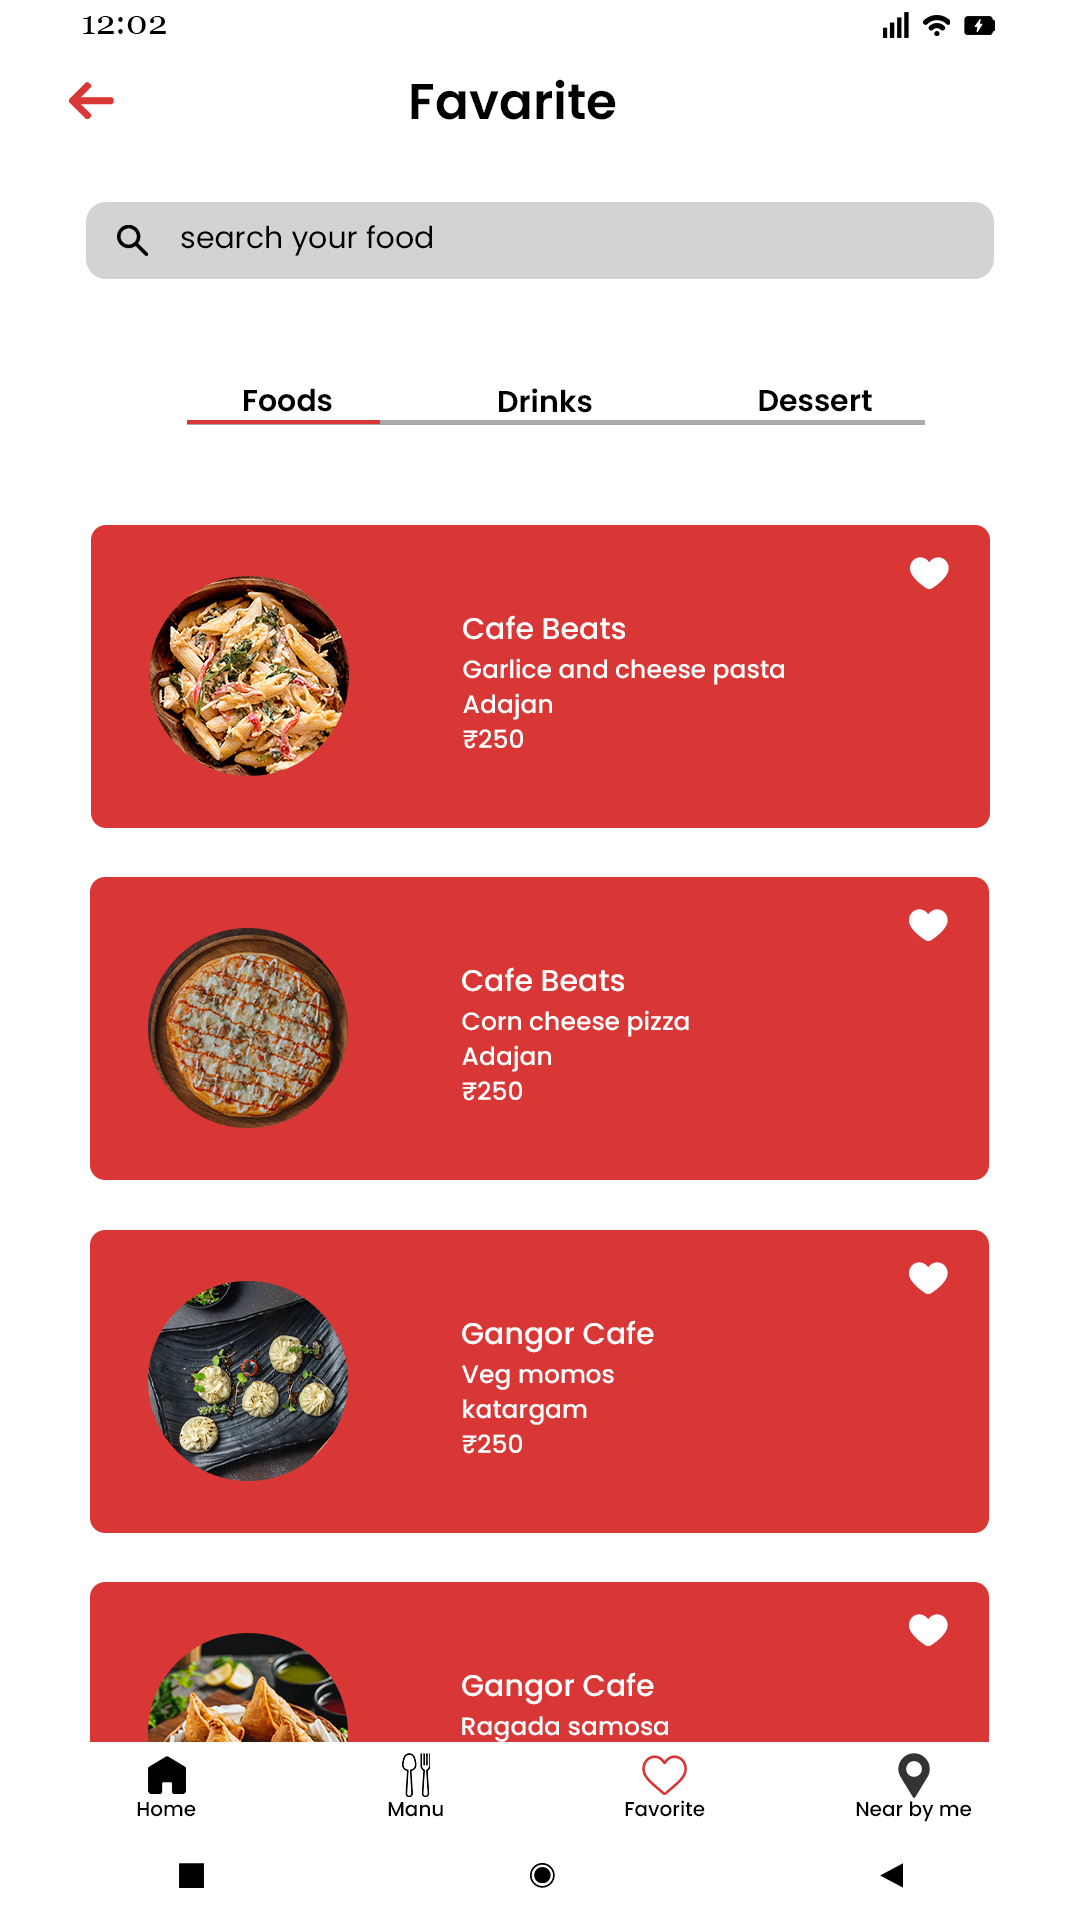 12:02
Favarite
search your food
Foods Drinks Dessert
Cafe Beats
Garlice and cheese pasta
Adajan
₹250
Cafe Beats
Corn cheese pizza
Adajan
₹250
Gangor Cafe
Veg momos
katargam
₹250
Gangor Cafe
Ragada samosa
Home Manu Favorite Near by me